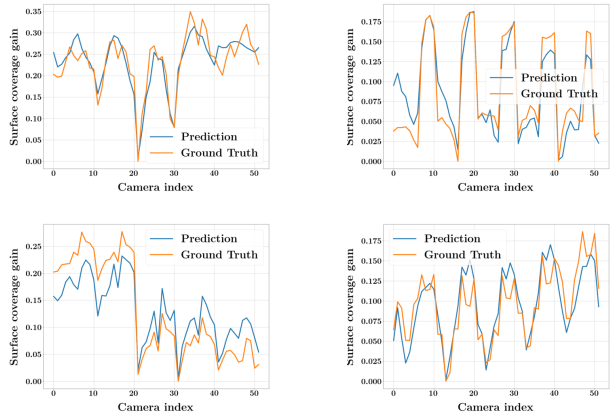 Surface coverage gain
0.35
0.30
0.25
0.20
0.15
0.10
0.05
0.00
Prediction
Ground Truth
0 10 20 30 40 50
Camera index
Surface coverage gain
0.175
0.150
0.125
0.100
0.075
0.050
0.025
0.000
Prediction
Ground Truth
0 10 20 30 40 50
Camera index
Surface coverage gain
0.25
0.20
0.15
0.10
0.05
0.00
Prediction
Ground Truth
0 10 20 30 40 50
Camera index
Surface coverage gain
0.175
0.150
0.125
0.100
0.075
0.050
0.025
0.000
Prediction
Ground Truth
0 10 20 30 40 50
Camera index